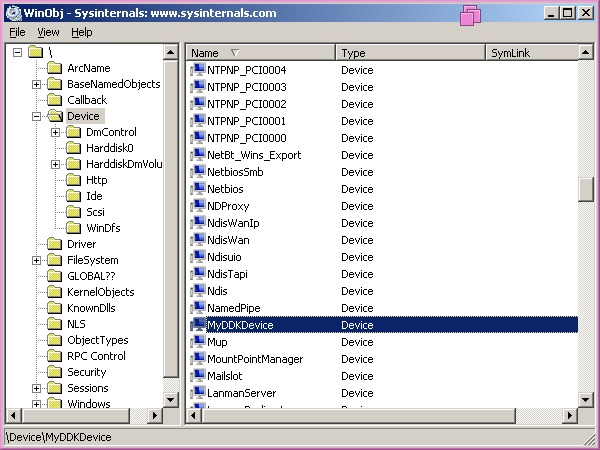 WinObj - Sysinternals: www.sysinternals.com
File View Help
\
ArcName
BaseNamedObjects
Callback
Device
DmControl
Harddisk0
HarddiskDmVolu
Http
Ide
Scsi
WinDfs
Driver
FileSystem
GLOBAL??
KernelObjects
KnownDlls
NLS
ObjectTypes
RPC Control
Security
Sessions
Windows
Name Type SymLink
NTPNP_PCI0004 Device
NTPNP_PCI0003 Device
NTPNP_PCI0002 Device
NTPNP_PCI0001 Device
NTPNP_PCI0000 Device
NetBt_Wins_Export Device
NetbiosSmb Device
Netbios Device
NDProxy Device
NdisWanIp Device
NdisWan Device
Ndisuio Device
NdisTapi Device
Ndis Device
NamedPipe Device
MyDDKDevice Device
Mup Device
MountPointManager Device
Mailslot Device
LanmanServer Device
\Device\MyDDKDevice